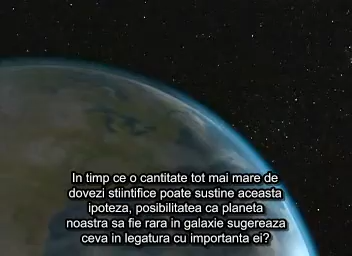 In timp ce o cantitate tot mai mare de
dovezi stiintifice poate sustine aceasta
ipoteza, posibilitatea ca planeta
noastra sa fie rara in galaxie sugereaza
ceva in legatura cu importanta ei?